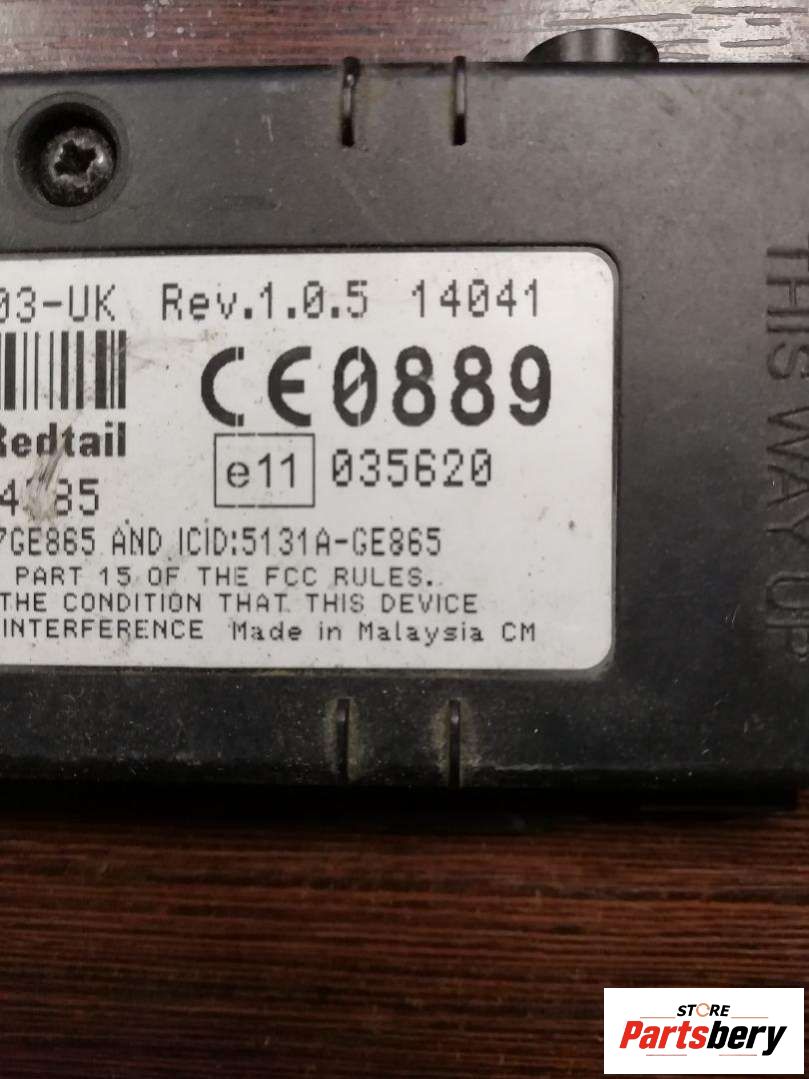 03-UK Rev.1.0.5 14041
CE0889
Redtail
e11 035620
7GE865 AND ICID:5131A-GE865
PART 15 OF THE FCC RULES.
THE CONDITION THAT THIS DEVICE
INTERFERENCE Made in Malaysia CM
THIS WAY UP
STORE
Partsbery